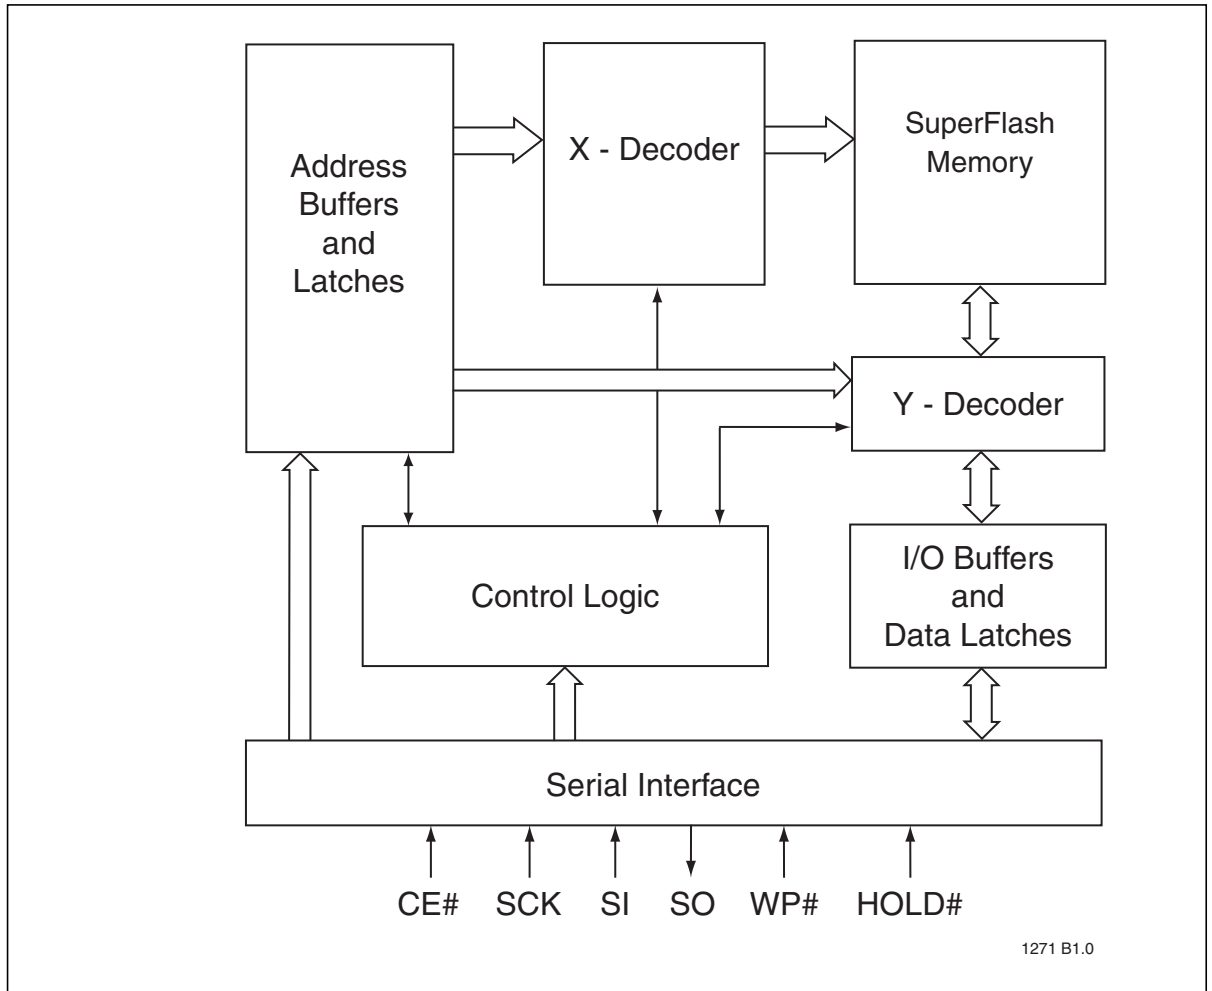 Address
Buffers
and
Latches
X - Decoder
SuperFlash
Memory
Y - Decoder
Control Logic
I/O Buffers
and
Data Latches
Serial Interface
CE# SCK SI SO WP# HOLD#
1271 B1.0